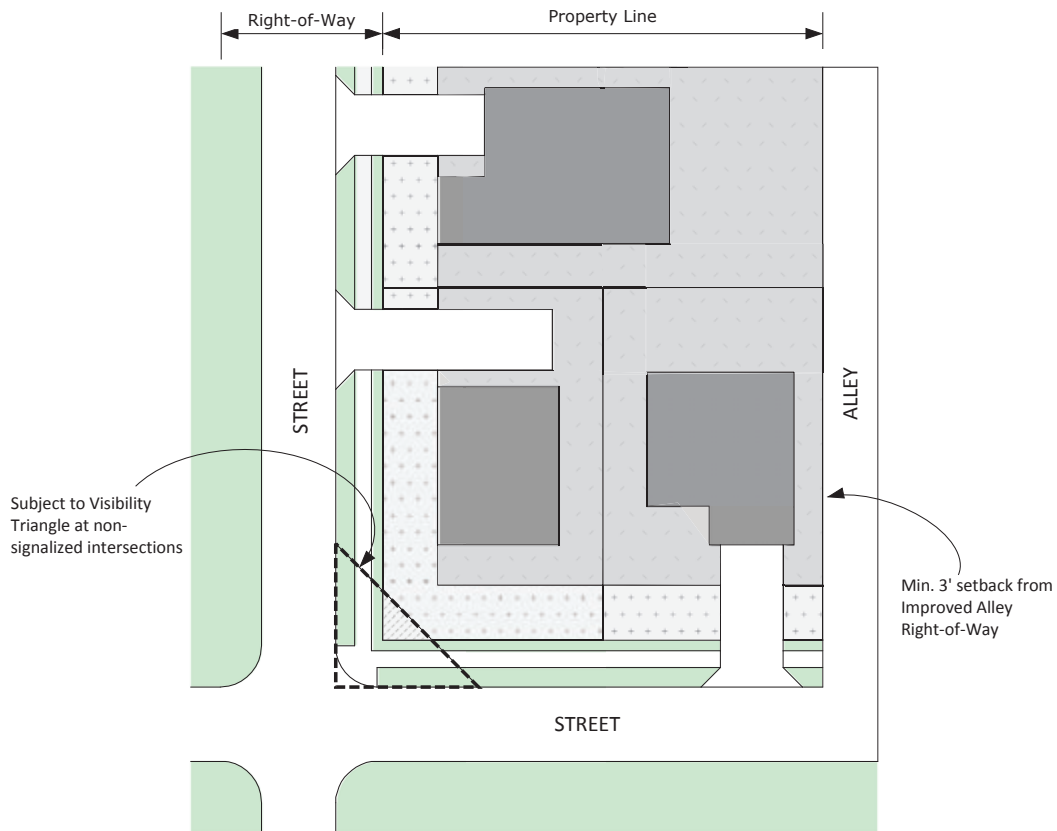 Right-of-Way
Property Line
STREET
ALLEY
Subject to Visibility
Triangle at non-
signalized intersections
Min. 3' setback from
Improved Alley
Right-of-Way
STREET